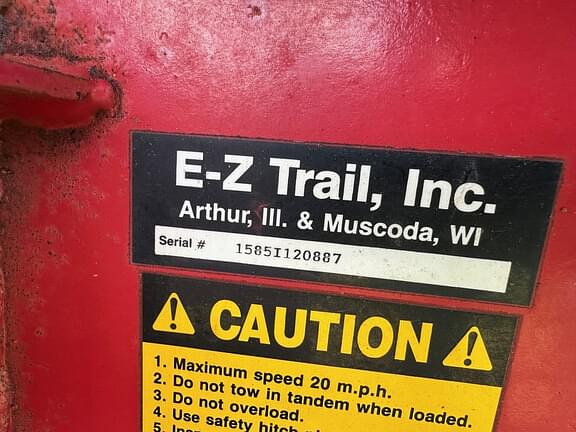 E-Z Trail, Inc.
Arthur, Ill. & Muscoda, WI
Serial # 1585I120887
CAUTION
1. Maximum speed 20 m.p.h.
2. Do not tow in tandem when loaded.
3. Do not overload.
4. Use safety hitch
5.